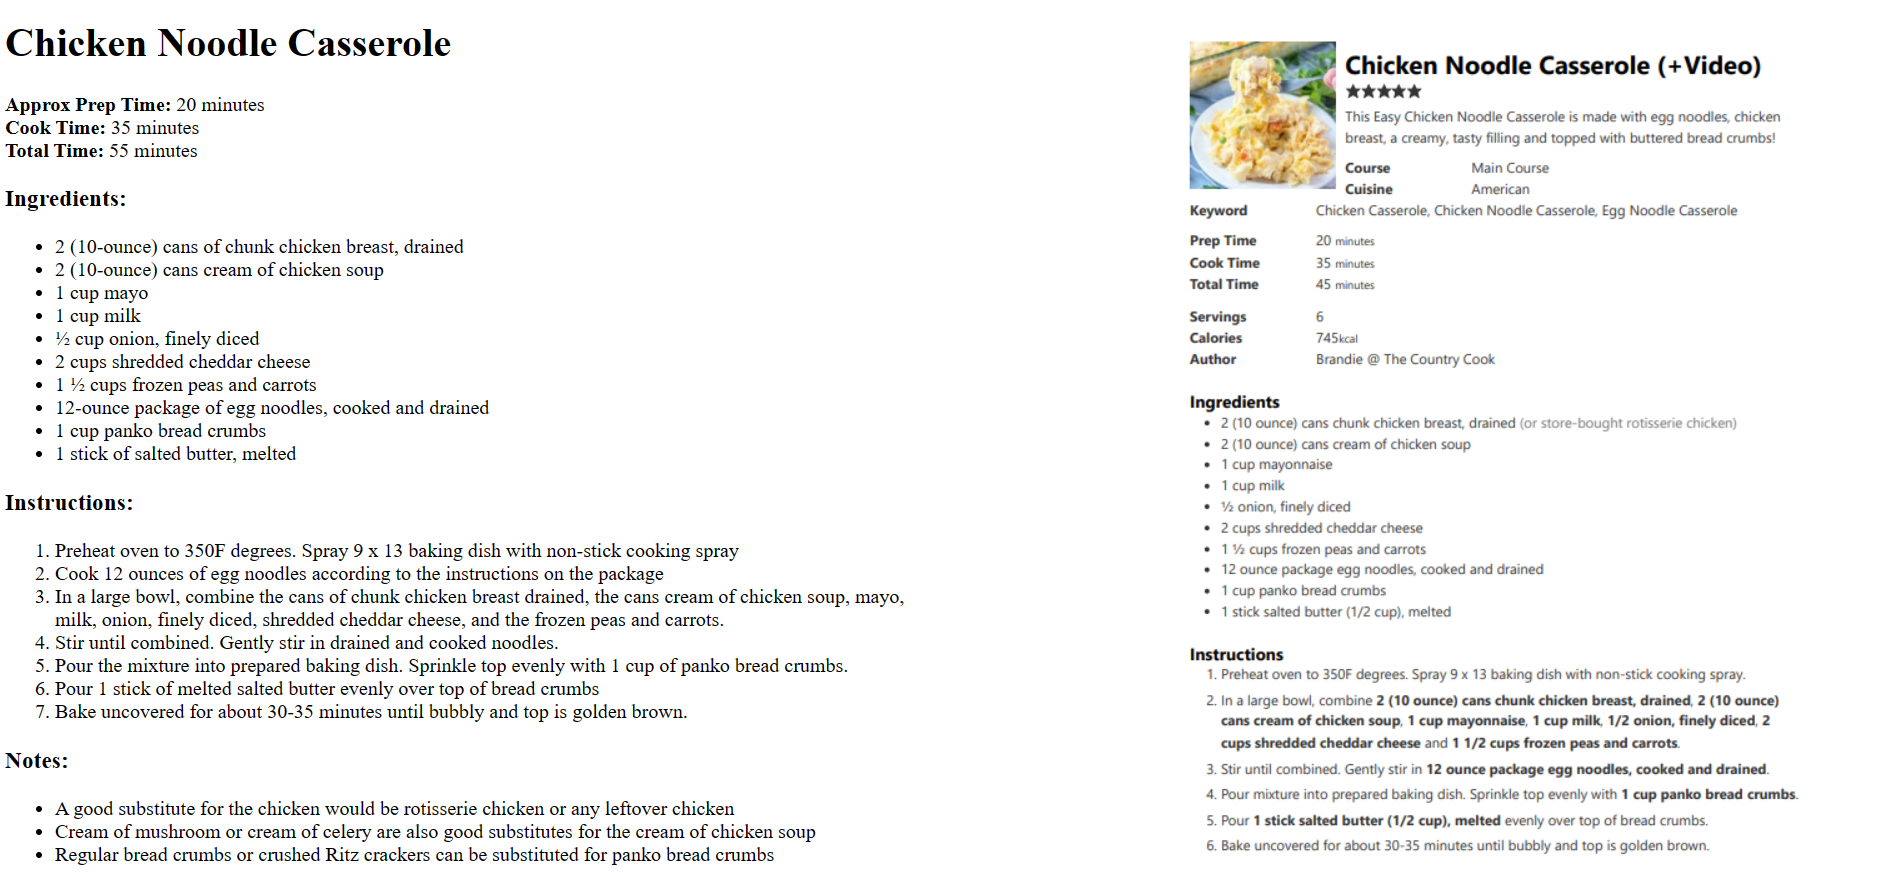 Chicken Noodle Casserole
Approx Prep Time: 20 minutes
Cook Time: 35 minutes
Total Time: 55 minutes
Ingredients:
• 2 (10-ounce) cans of chunk chicken breast, drained
• 2 (10-ounce) cans cream of chicken soup
• 1 cup mayo
• 1 cup milk
• ½ cup onion, finely diced
• 2 cups shredded cheddar cheese
• 1 ½ cups frozen peas and carrots
• 12-ounce package of egg noodles, cooked and drained
• 1 cup panko bread crumbs
• 1 stick of salted butter, melted
Instructions:
1. Preheat oven to 350F degrees. Spray 9 x 13 baking dish with non-stick cooking spray
2. Cook 12 ounces of egg noodles according to the instructions on the package
3. In a large bowl, combine the cans of chunk chicken breast drained, the cans cream of chicken soup, mayo,
milk, onion, finely diced, shredded cheddar cheese, and the frozen peas and carrots.
4. Stir until combined. Gently stir in drained and cooked noodles.
5. Pour the mixture into prepared baking dish. Sprinkle top evenly with 1 cup of panko bread crumbs.
6. Pour 1 stick of melted salted butter evenly over top of bread crumbs
7. Bake uncovered for about 30-35 minutes until bubbly and top is golden brown.
Notes:
• A good substitute for the chicken would be rotisserie chicken or any leftover chicken
• Cream of mushroom or cream of celery are also good substitutes for the cream of chicken soup
• Regular bread crumbs or crushed Ritz crackers can be substituted for panko bread crumbs
Chicken Noodle Casserole (+Video)
★★★★★
This Easy Chicken Noodle Casserole is made with egg noodles, chicken
breast, a creamy, tasty filling and topped with buttered bread crumbs!
Course Main Course
Cuisine American
Keyword Chicken Casserole, Chicken Noodle Casserole, Egg Noodle Casserole
Prep Time 20 minutes
Cook Time 35 minutes
Total Time 45 minutes
Servings 6
Calories 745kcal
Author Brandie @ The Country Cook
Ingredients
• 2 (10 ounce) cans chunk chicken breast, drained (or store-bought rotisserie chicken)
• 2 (10 ounce) cans cream of chicken soup
• 1 cup mayonnaise
• 1 cup milk
• ½ onion, finely diced
• 2 cups shredded cheddar cheese
• 1 ½ cups frozen peas and carrots
• 12 ounce package egg noodles, cooked and drained
• 1 cup panko bread crumbs
• 1 stick salted butter (1/2 cup), melted
Instructions
1. Preheat oven to 350F degrees. Spray 9 x 13 baking dish with non-stick cooking spray.
2. In a large bowl, combine 2 (10 ounce) cans chunk chicken breast, drained, 2 (10 ounce)
cans cream of chicken soup, 1 cup mayonnaise, 1 cup milk, 1/2 onion, finely diced, 2
cups shredded cheddar cheese and 1 1/2 cups frozen peas and carrots.
3. Stir until combined. Gently stir in 12 ounce package egg noodles, cooked and drained.
4. Pour mixture into prepared baking dish. Sprinkle top evenly with 1 cup panko bread crumbs.
5. Pour 1 stick salted butter (1/2 cup), melted evenly over top of bread crumbs.
6. Bake uncovered for about 30-35 minutes until bubbly and top is golden brown.